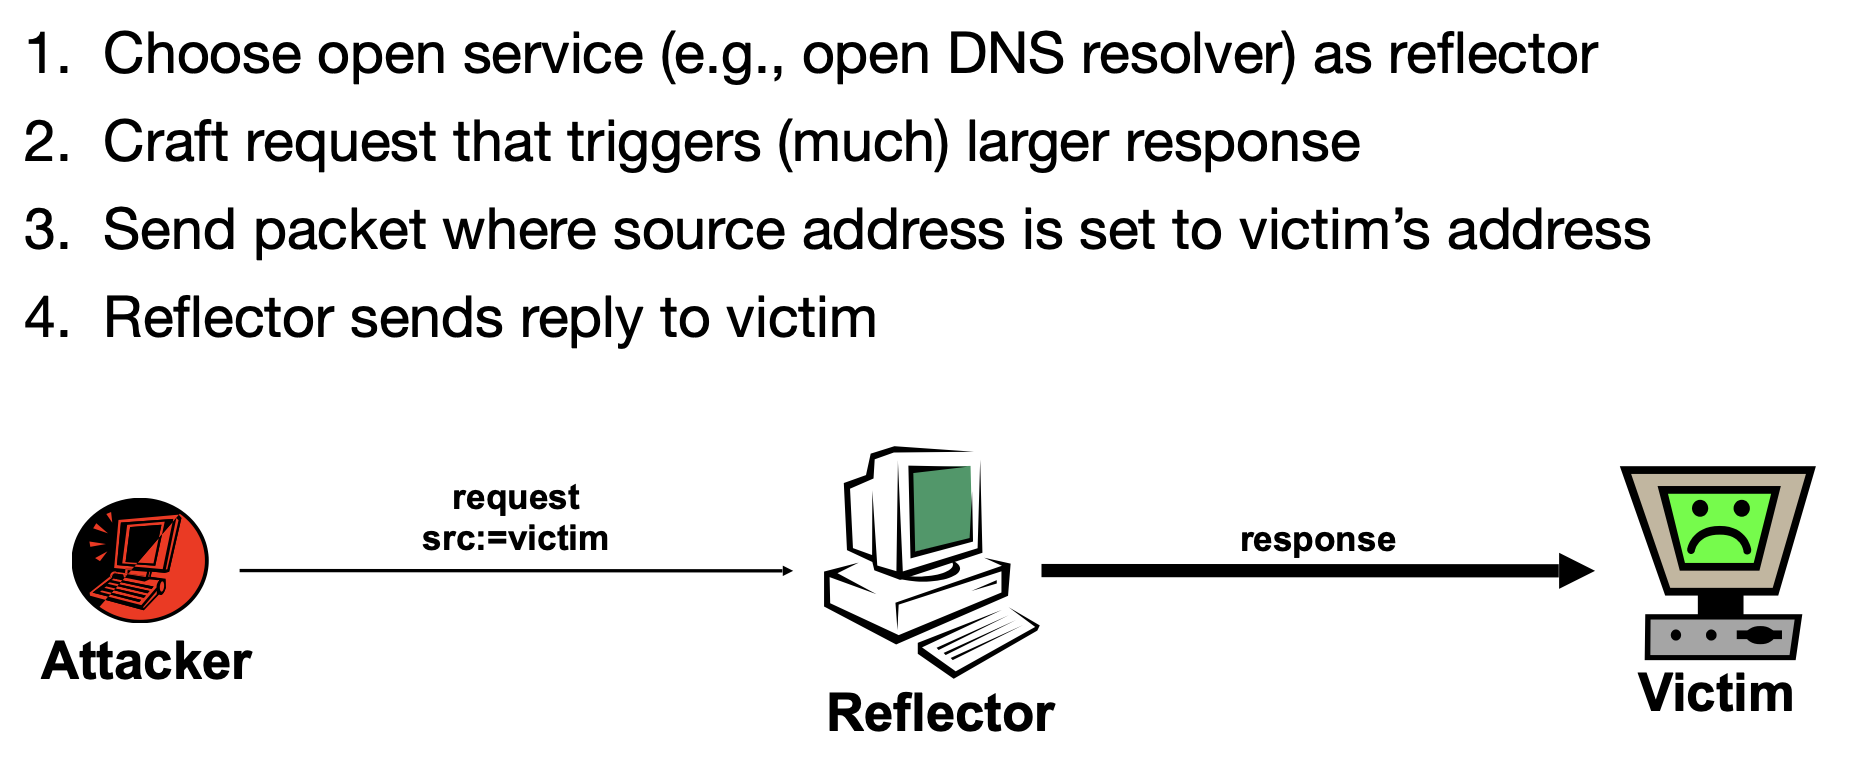 1. Choose open service (e.g., open DNS resolver) as reflector
2. Craft request that triggers (much) larger response
3. Send packet where source address is set to victim’s address
4. Reflector sends reply to victim
request
src:=victim
response
Attacker
Reflector
Victim